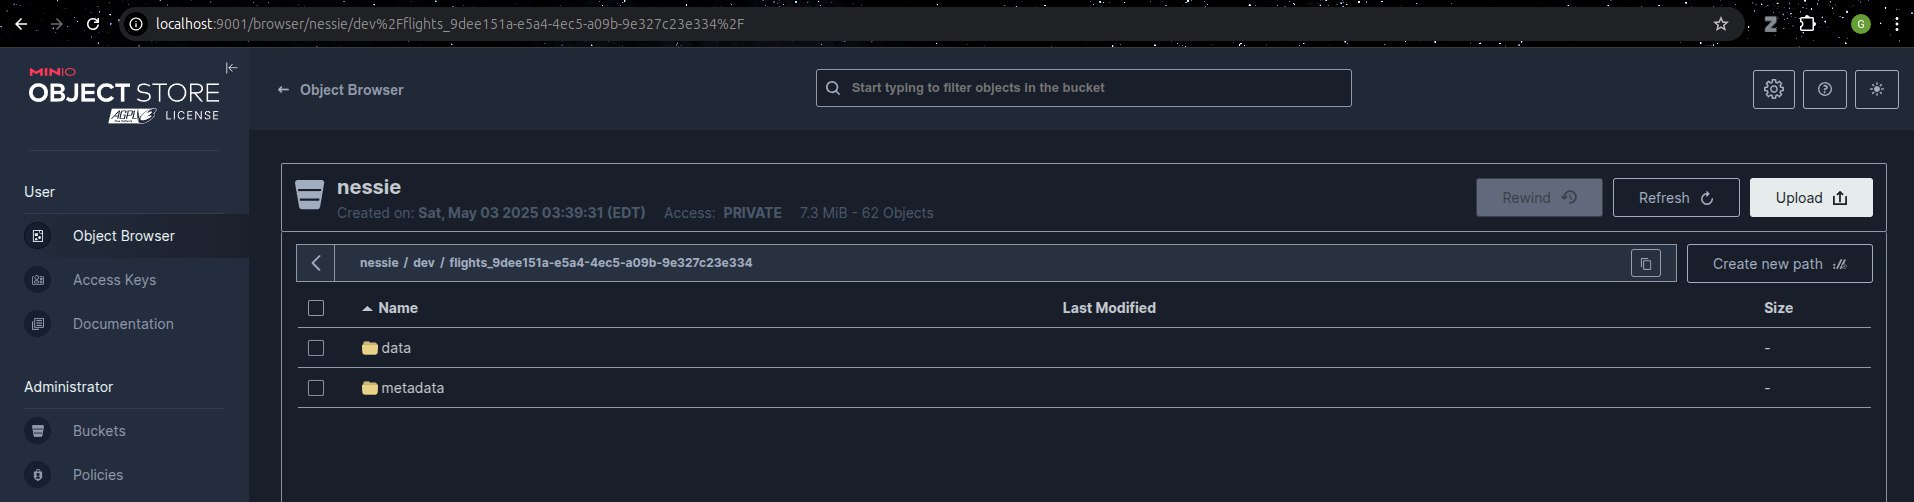 localhost:9001/browser/nessie/dev%2Fflights_9dee151a-e5a4-4ec5-a09b-9e327c23e334%2F
G
MINIO
OBJECT STORE
AGPLv3 LICENSE
Object Browser
Start typing to filter objects in the bucket
User
Object Browser
Access Keys
Documentation
Administrator
Buckets
Policies
nessie
Created on: Sat, May 03 2025 03:39:31 (EDT) Access: PRIVATE 7.3 MiB - 62 Objects
Rewind
Refresh
Upload
nessie / dev / flights_9dee151a-e5a4-4ec5-a09b-9e327c23e334
Create new path
Name Last Modified Size
data -
metadata -